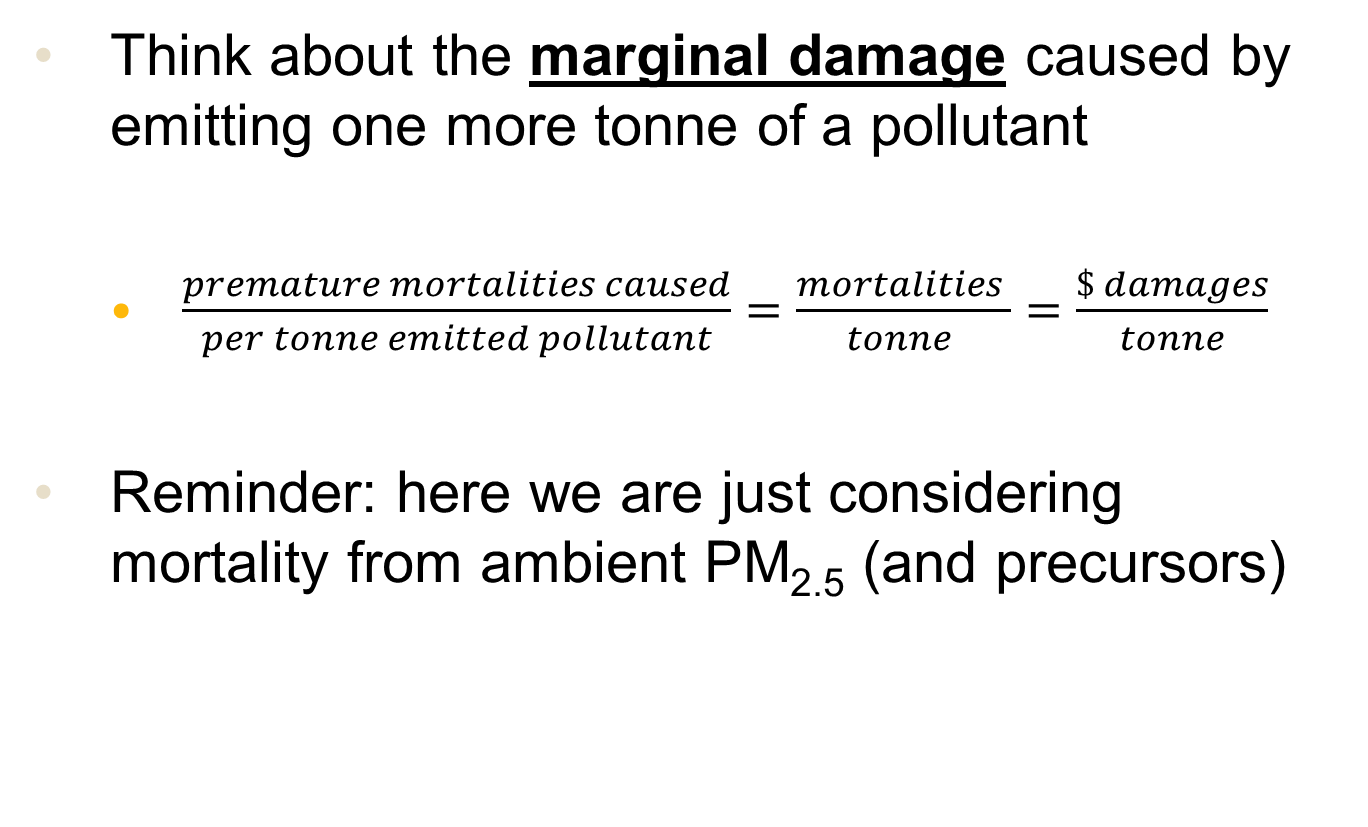 • Think about the marginal damage caused by
emitting one more tonne of a pollutant
• premature mortalities caused / per tonne emitted pollutant = mortalities / tonne = $ damages / tonne
• Reminder: here we are just considering
mortality from ambient PM₂.₅ (and precursors)